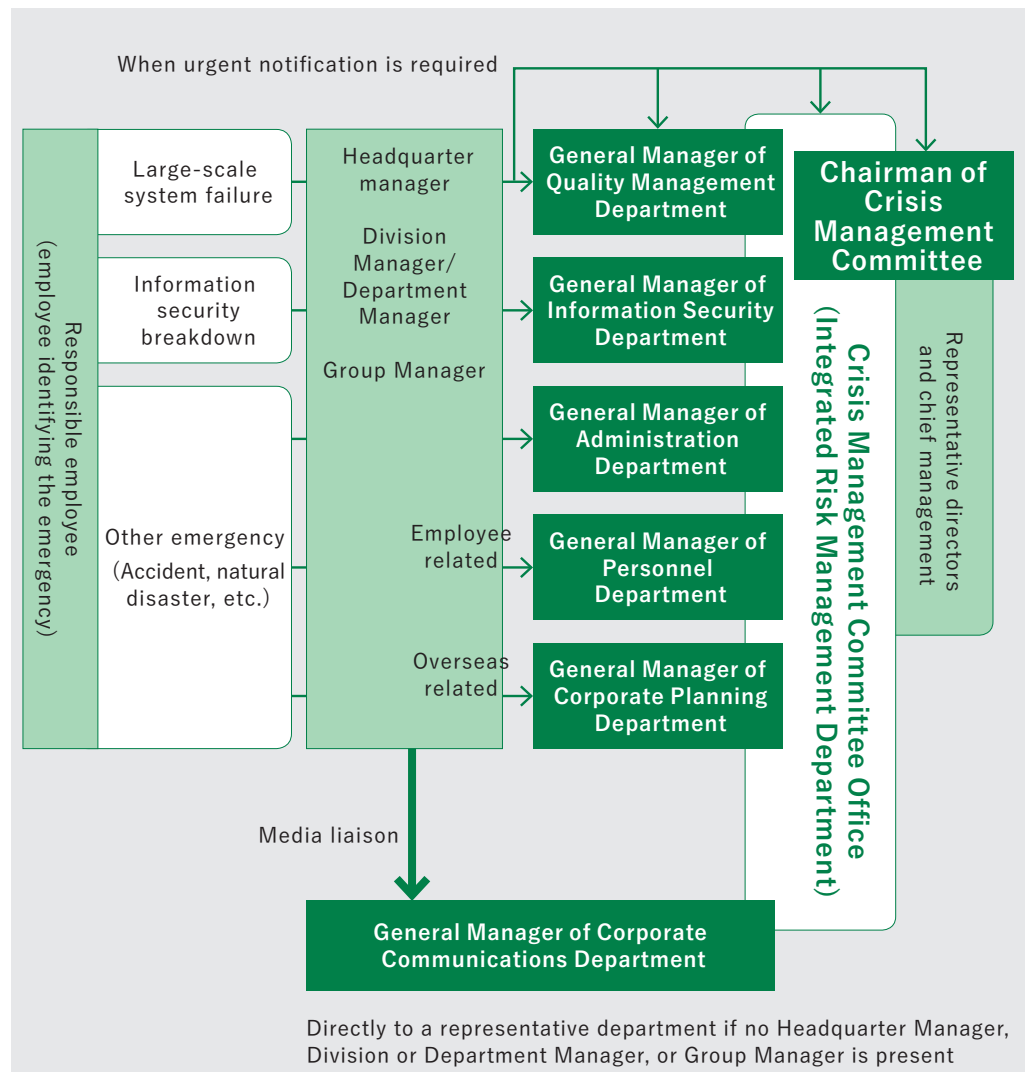 When urgent notification is required
Responsible employee
(employee identifying the emergency)
Large-scale
system failure
Information
security
breakdown
Other emergency
(Accident, natural
disaster, etc.)
Headquarter
manager
Division
Manager/
Department
Manager
Group Manager
Employee
related
Overseas
related
General Manager of
Quality Management
Department
General Manager of
Information Security
Department
General Manager of
Administration
Department
General Manager of
Personnel
Department
General Manager of
Corporate Planning
Department
Crisis Management Committee Office
(Integrated Risk Management Department)
Chairman of
Crisis
Management
Committee
Representative directors
and chief management
Media liaison
General Manager of Corporate
Communications Department
Directly to a representative department if no Headquarter Manager,
Division or Department Manager, or Group Manager is present